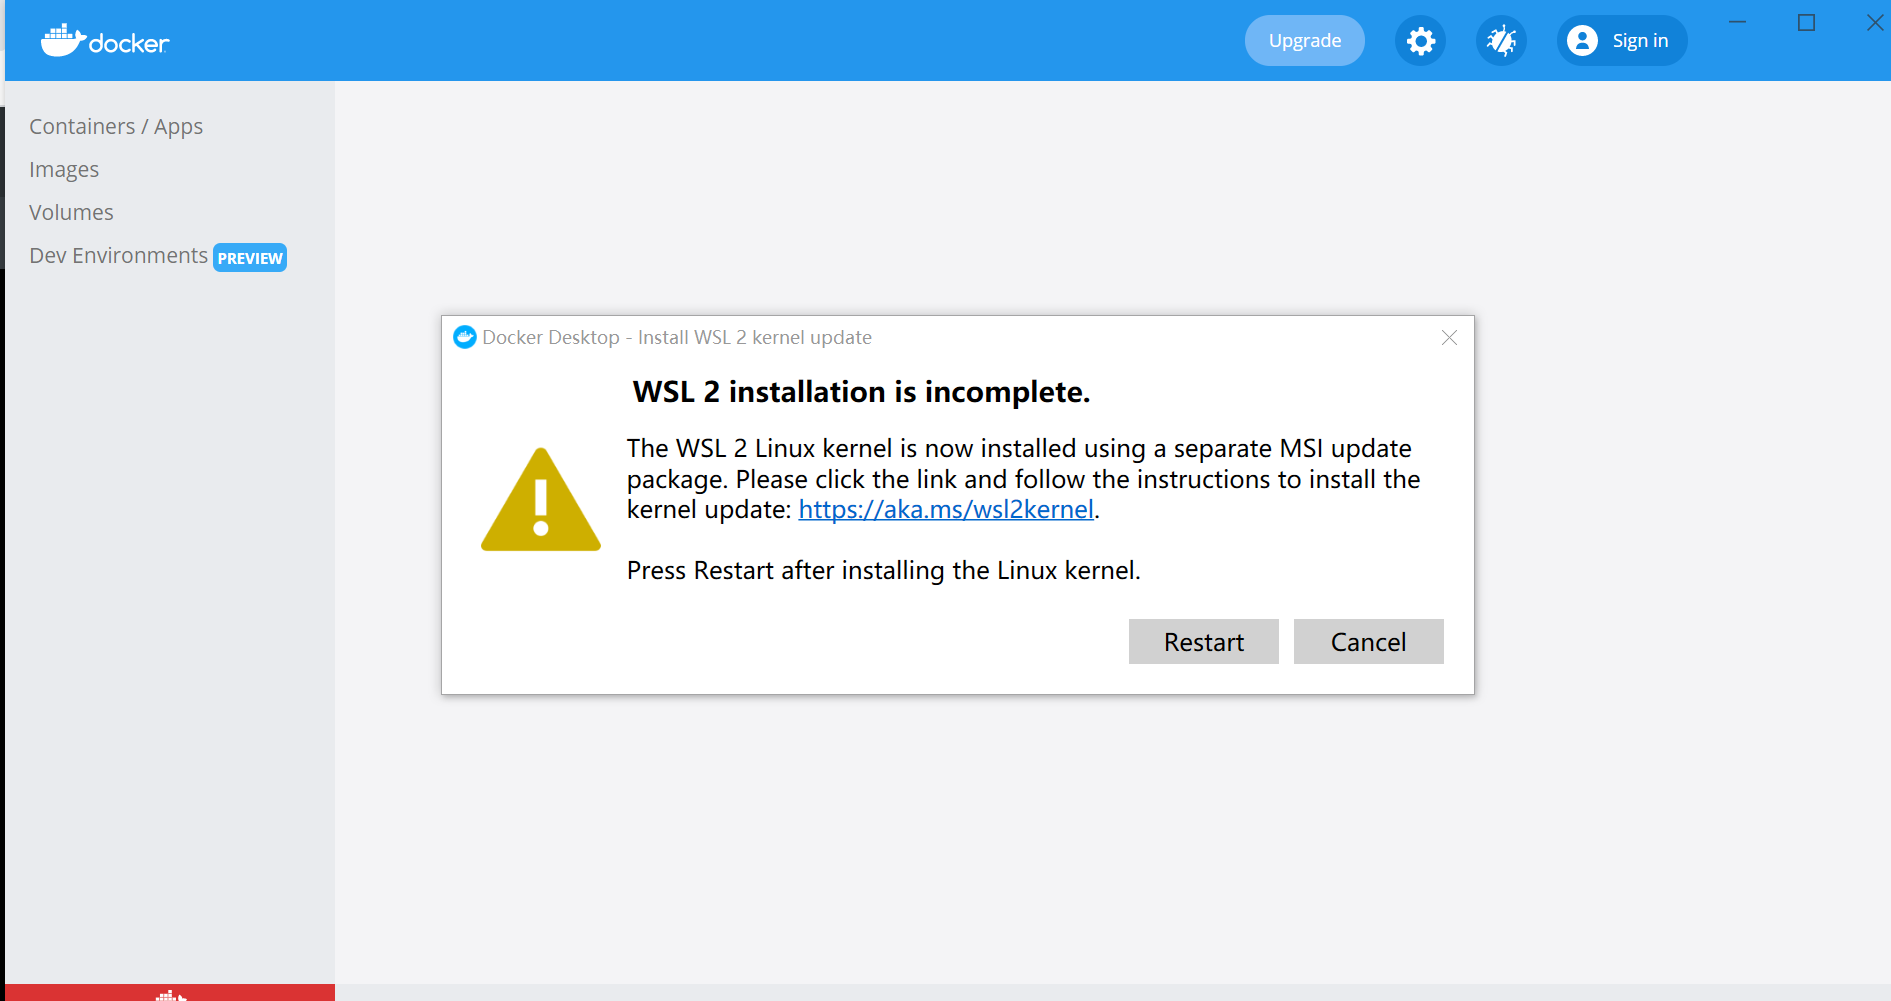 docker
Upgrade
Sign in
Containers / Apps
Images
Volumes
Dev Environments PREVIEW
Docker Desktop - Install WSL 2 kernel update
WSL 2 installation is incomplete.
The WSL 2 Linux kernel is now installed using a separate MSI update
package. Please click the link and follow the instructions to install the
kernel update: https://aka.ms/wsl2kernel.
Press Restart after installing the Linux kernel.
Restart
Cancel